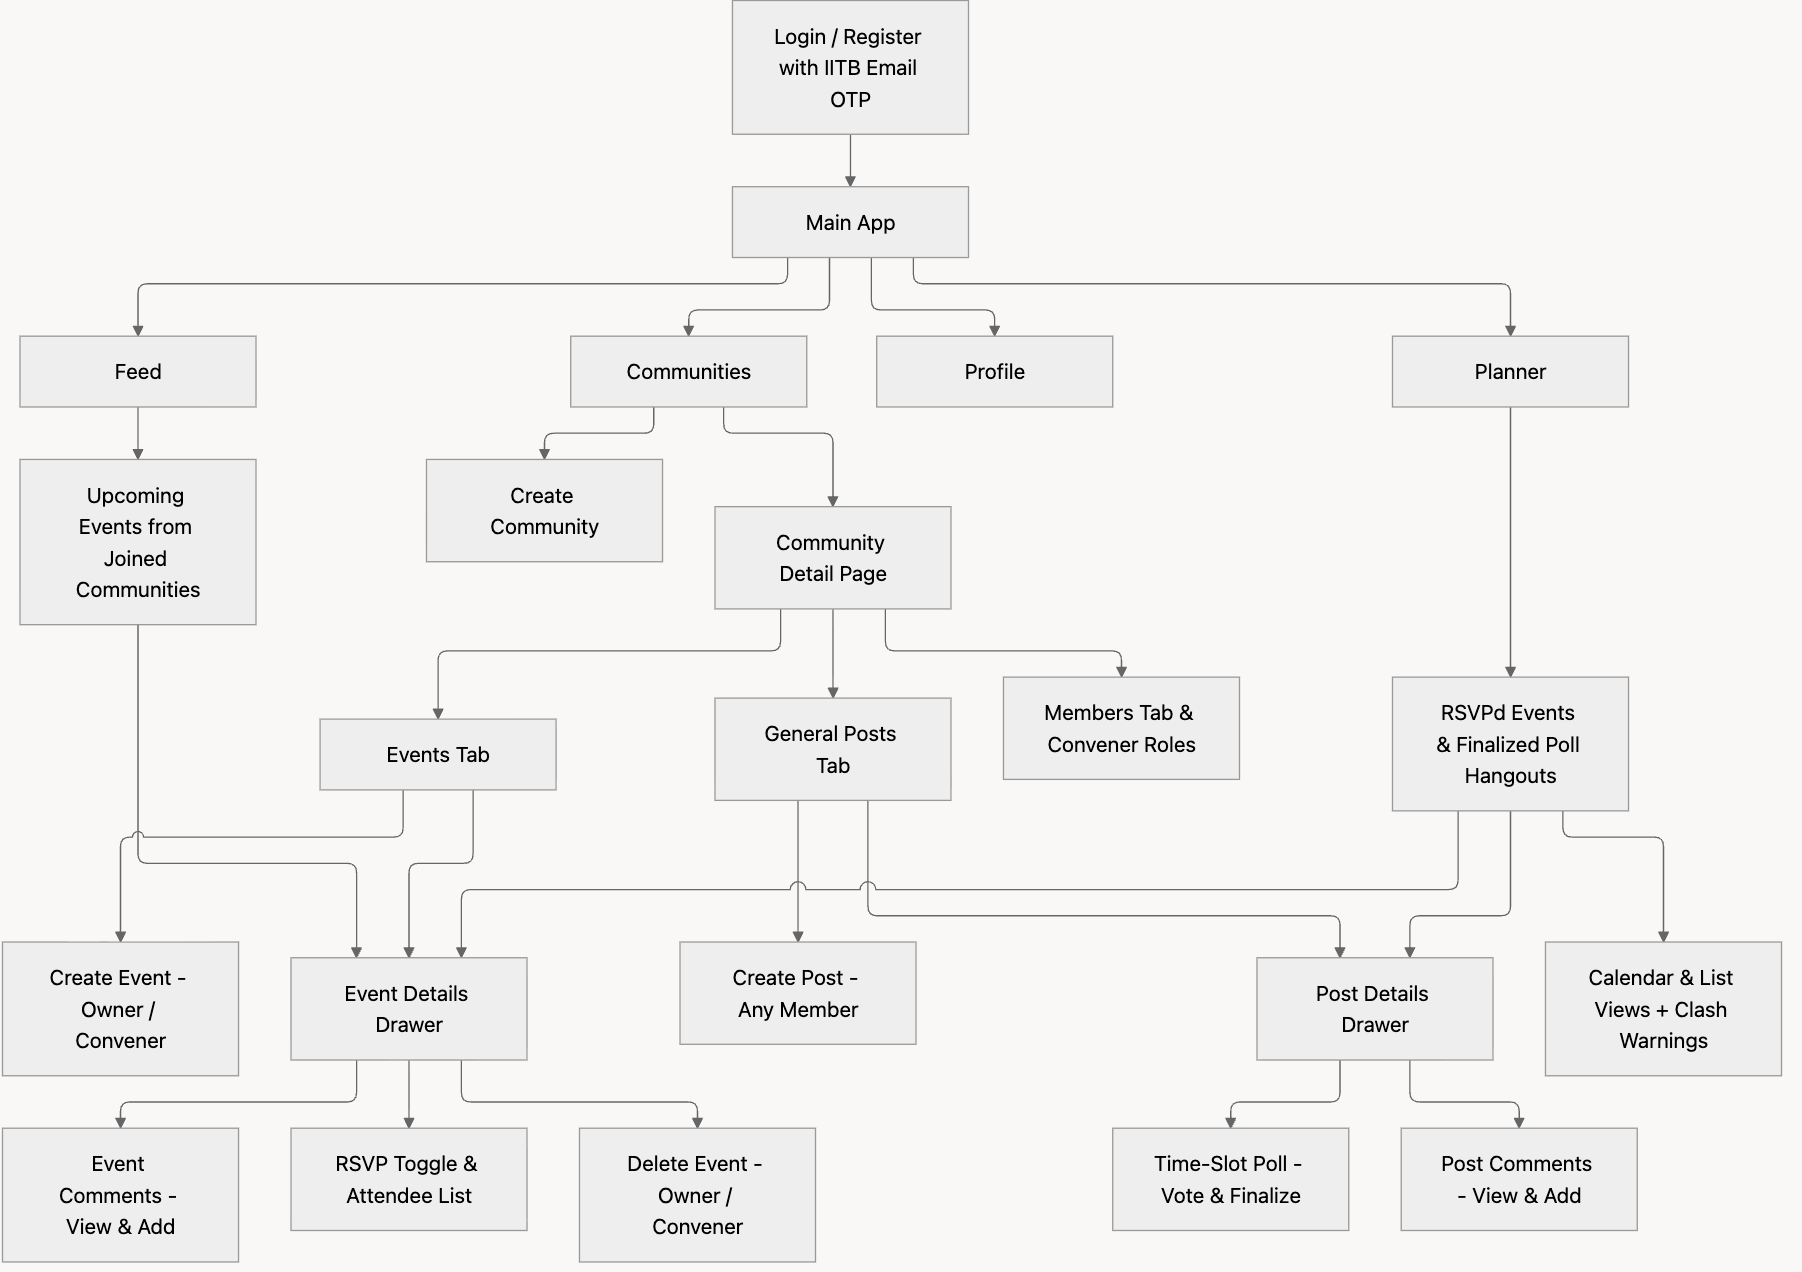 Login / Register
with IITB Email
OTP
Main App
Feed
Communities
Profile
Planner
Upcoming
Events from
Joined
Communities
Create
Community
Community
Detail Page
Events Tab
General Posts
Tab
Members Tab &
Convener Roles
RSVPd Events
& Finalized Poll
Hangouts
Create Event -
Owner /
Convener
Event Details
Drawer
Create Post -
Any Member
Post Details
Drawer
Calendar & List
Views + Clash
Warnings
Event
Comments -
View & Add
RSVP Toggle &
Attendee List
Delete Event -
Owner /
Convener
Time-Slot Poll -
Vote & Finalize
Post Comments
- View & Add